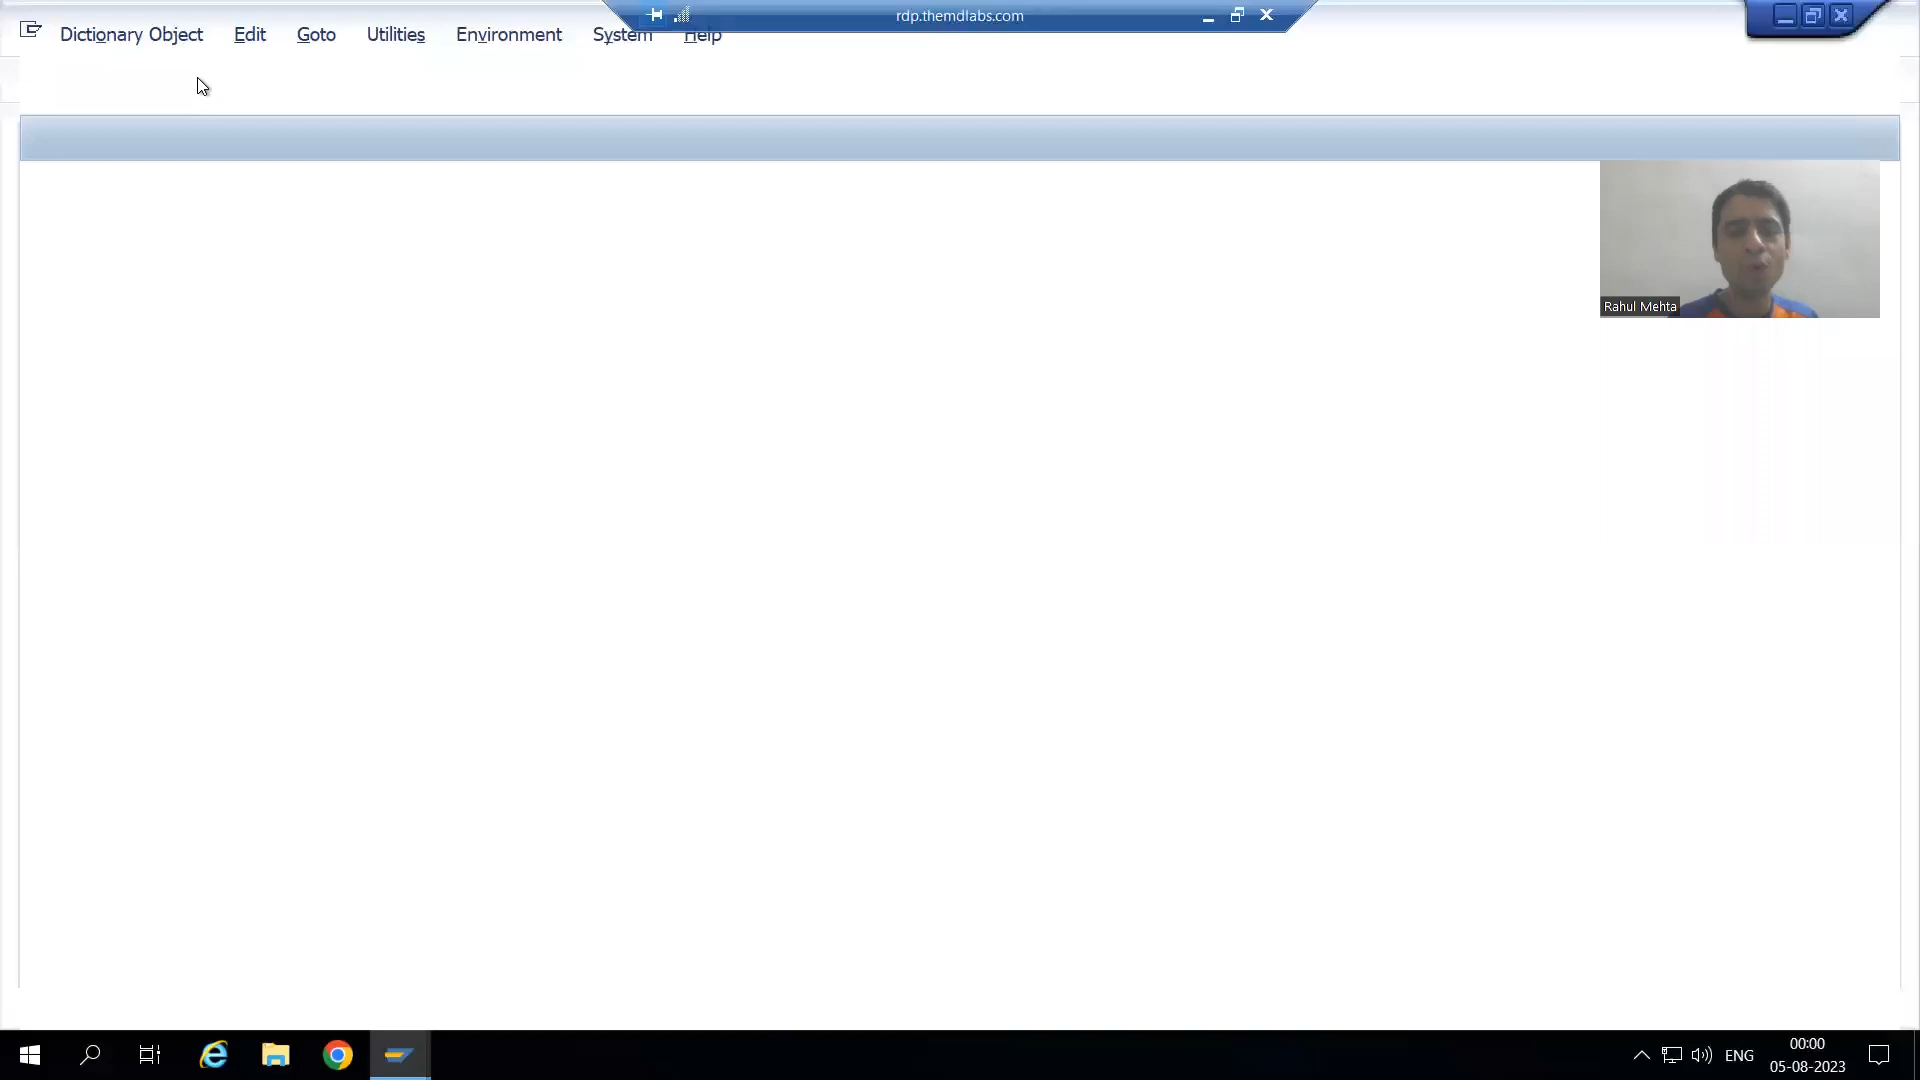 rdp.themdlabs.com
Dictionary Object Edit Goto Utilities Environment System Help
Rahul Mehta
ENG
00:00
05-08-2023